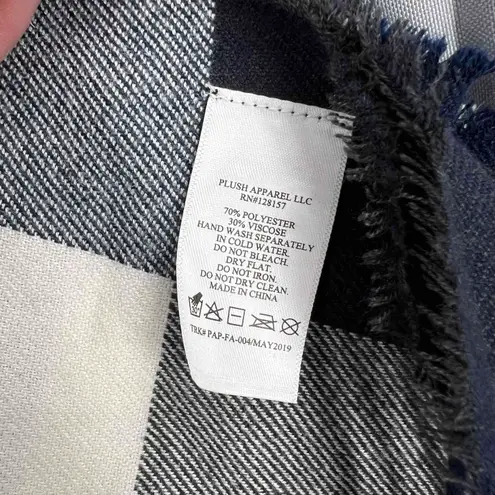 PLUSH APPAREL LLC
RN#128157
70% POLYESTER
30% VISCOSE
HAND WASH SEPARATELY
IN COLD WATER.
DO NOT BLEACH.
DRY FLAT.
DO NOT IRON.
DO NOT DRY CLEAN.
MADE IN CHINA
TRK# PAP-FA-004/MAY2019